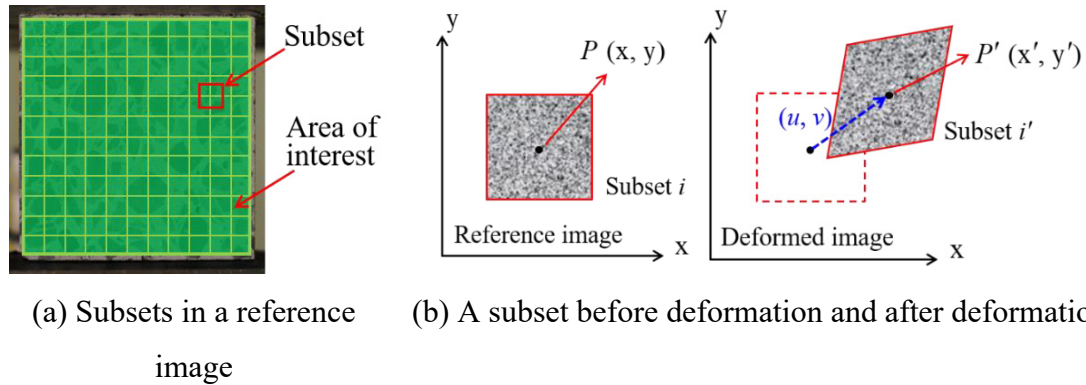 Subset
Area of
interest
y
P (x, y)
Subset i
Reference image
x
y
P′ (x′, y′)
(u, v)
Subset i′
Deformed image
x
(a) Subsets in a reference
image
(b) A subset before deformation and after deformatio